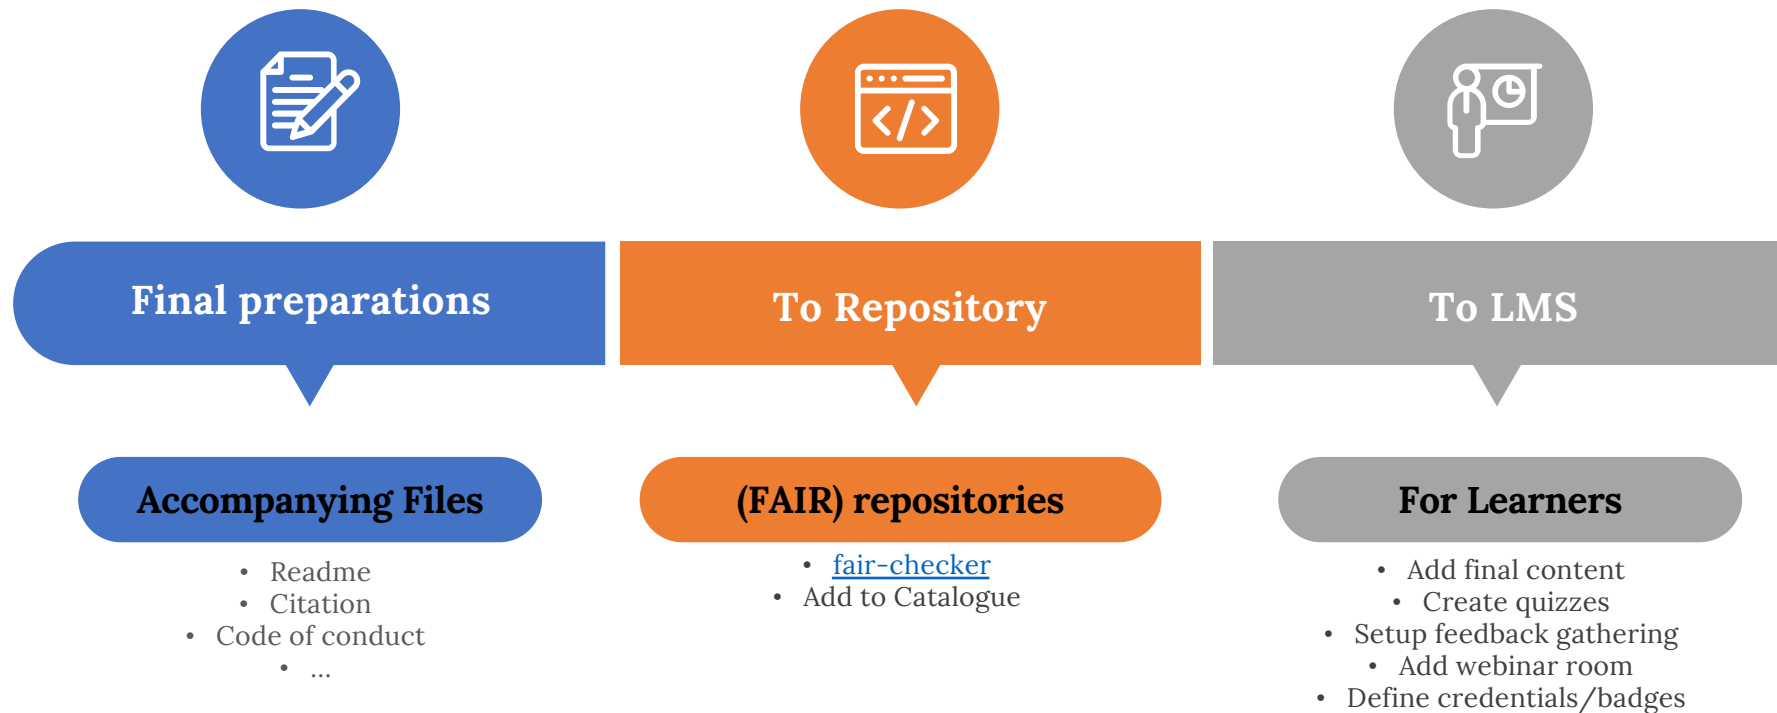 Final preparations
To Repository
To LMS
Accompanying Files
• Readme
• Citation
• Code of conduct
• ...
(FAIR) repositories
• fair-checker
• Add to Catalogue
For Learners
• Add final content
• Create quizzes
• Setup feedback gathering
• Add webinar room
• Define credentials/badges